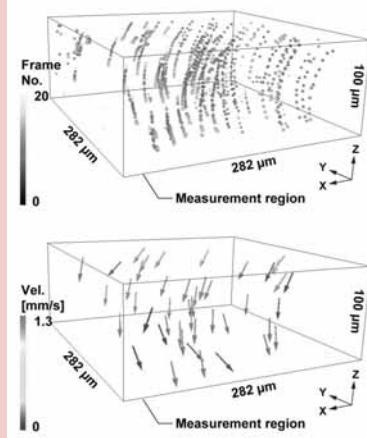 Frame
No.
20
0
282 µm
282 µm
100 µm
Z
Y
X
Measurement region
Vel.
[mm/s]
1.3
0
282 µm
282 µm
100 µm
Z
Y
X
Measurement region